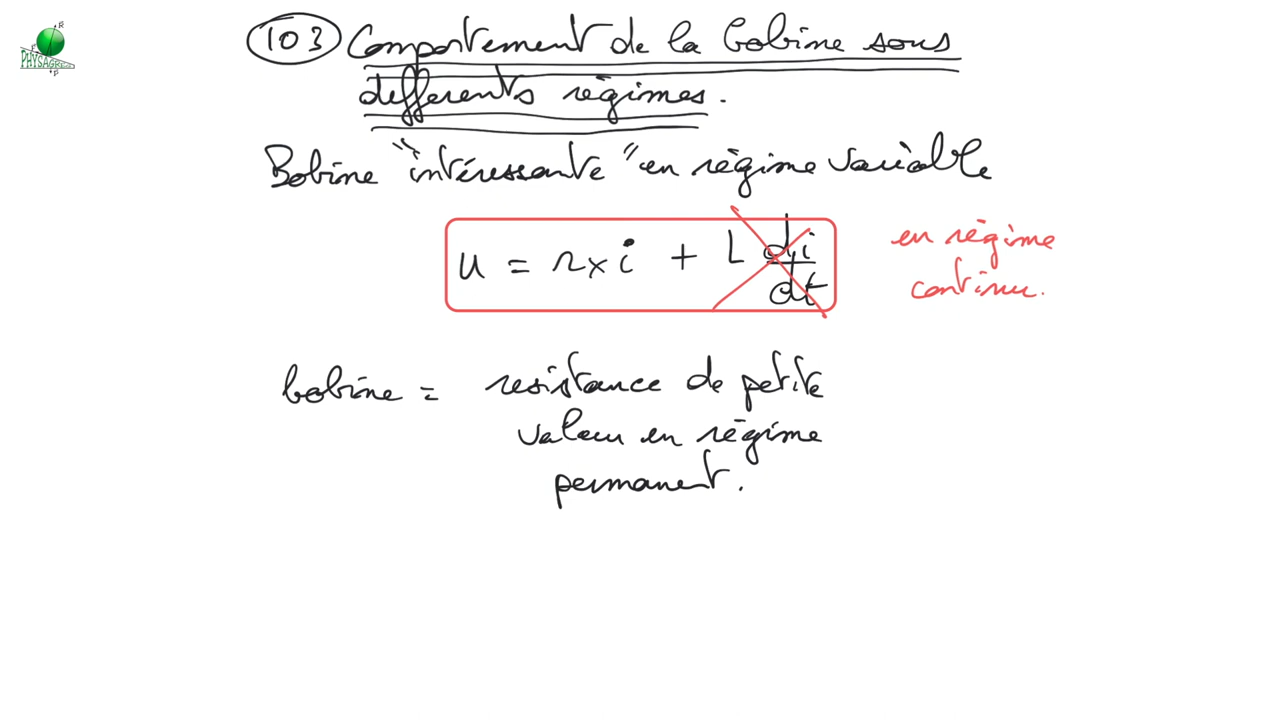 PHYSAGREG
103 Comportement de la bobine sous
différents régimes.
Bobine "intéressante" en régime variable
u = r x i + L di/dt
en régime
continu.
bobine = resistance de petite
valeur en régime
permanent.